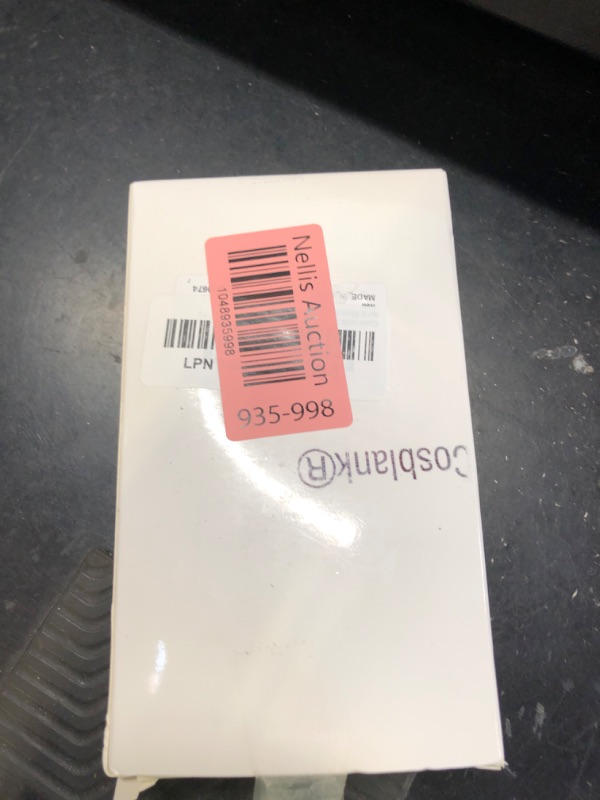 Nellis Auction
1048935998
935-998
LPN
MADE
Cosblank®